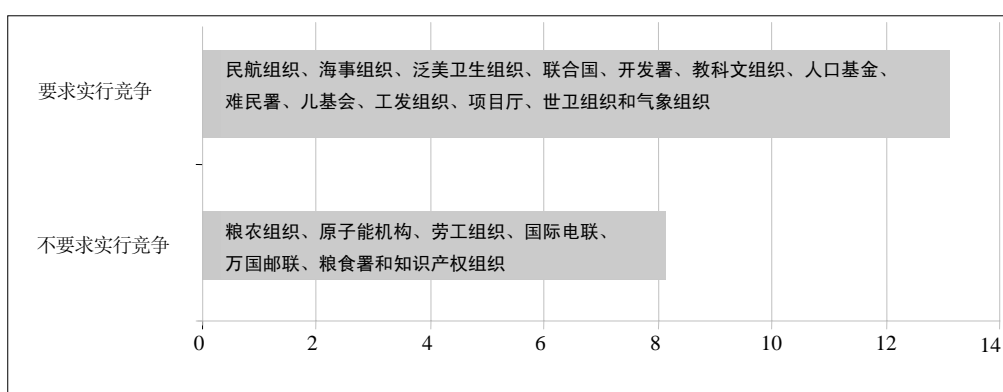 要求实行竞争
民航组织、海事组织、泛美卫生组织、联合国、开发署、教科文组织、人口基金、
难民署、儿基会、工发组织、项目厅、世卫组织和气象组织
不要求实行竞争
粮农组织、原子能机构、劳工组织、国际电联、
万国邮联、粮食署和知识产权组织
0 2 4 6 8 10 12 14